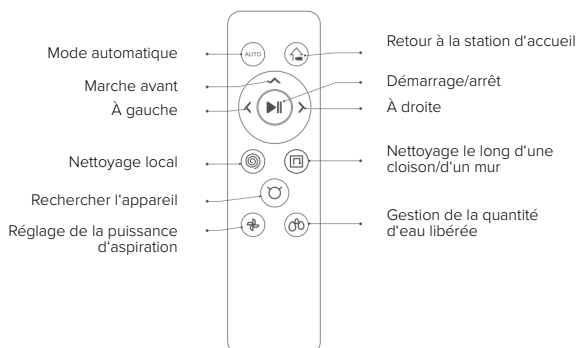 Mode automatique
AUTO
Retour à la station d‘accueil
Marche avant
Démarrage/arrêt
À gauche
À droite
Nettoyage local
Nettoyage le long d‘une
cloison/d‘un mur
Rechercher l‘appareil
Réglage de la puissance
d‘aspiration
Gestion de la quantité
d‘eau libérée